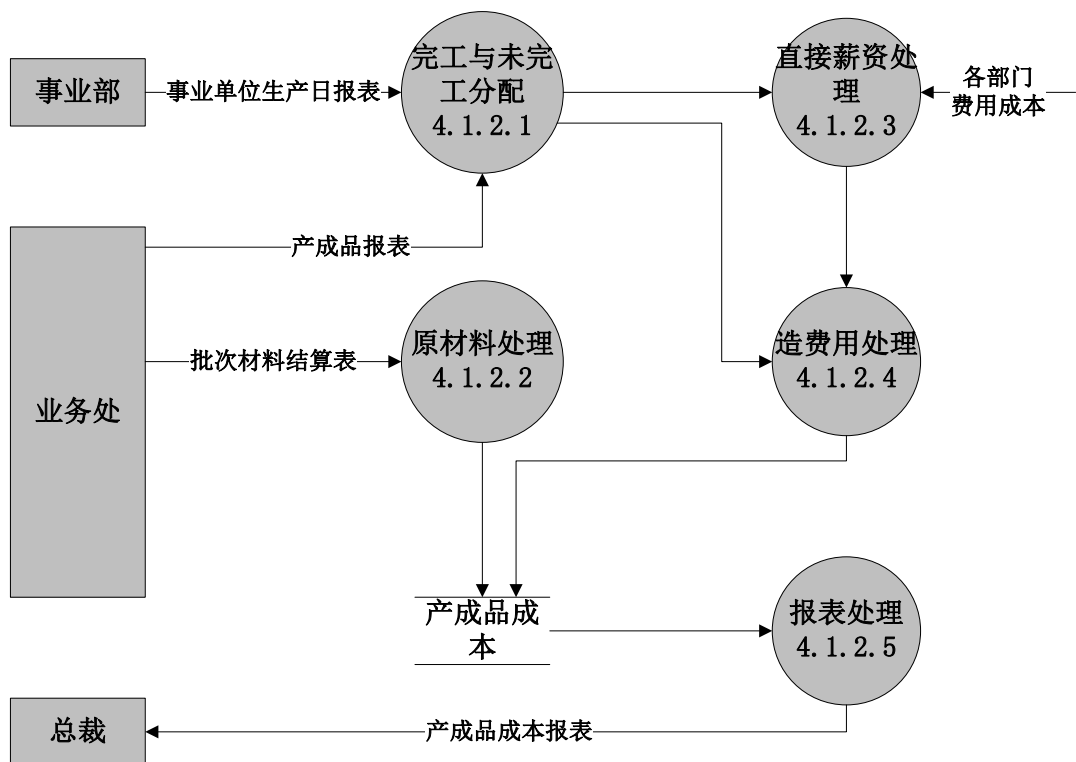 事业部
事业单位生产日报表
完工与未完
工分配
4.1.2.1
直接薪资处
理
4.1.2.3
各部门
费用成本
产成品报表
业务处
批次材料结算表
原材料处理
4.1.2.2
造费用处理
4.1.2.4
产成品成
本
报表处理
4.1.2.5
总裁
产成品成本报表